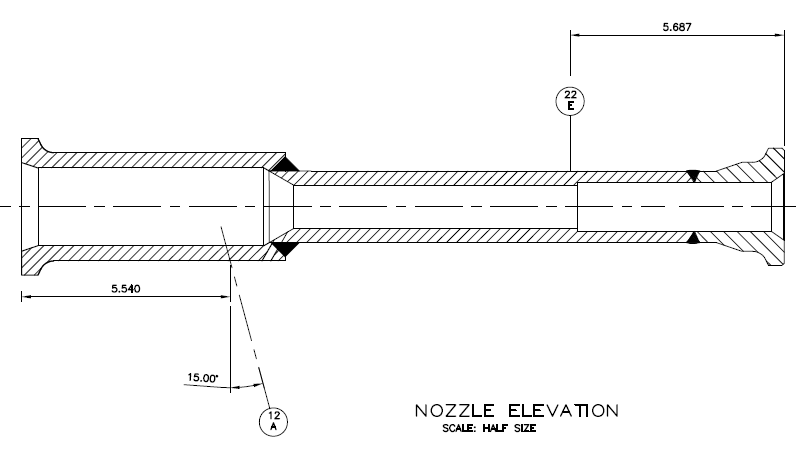 5.687
22
E
5.540
15.00°
12
A
NOZZLE ELEVATION
SCALE: HALF SIZE